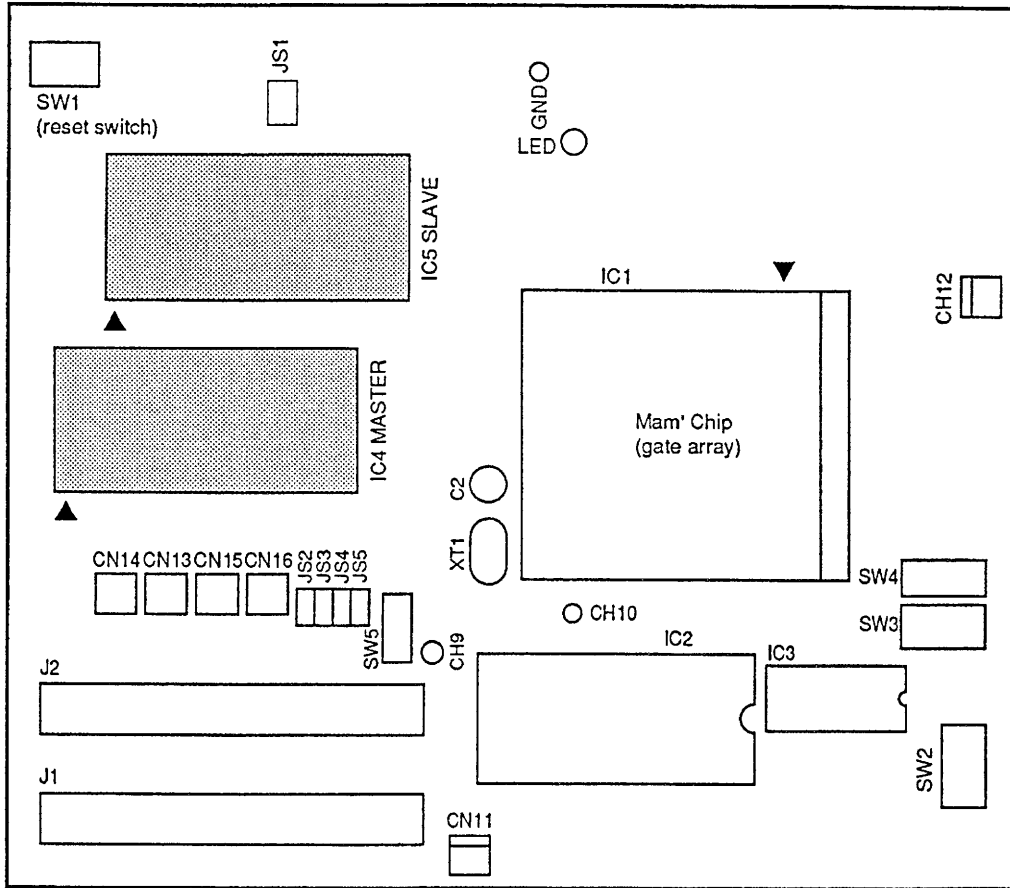 SW1
(reset switch)
JS1
GND
LED
IC5 SLAVE
IC1
CH12
IC4 MASTER
Mam' Chip
(gate array)
C2
XT1
CN14
CN13
CN15
CN16
JS2
JS3
JS4
JS5
SW5
CH9
CH10
SW4
SW3
IC2
IC3
J2
SW2
J1
CN11